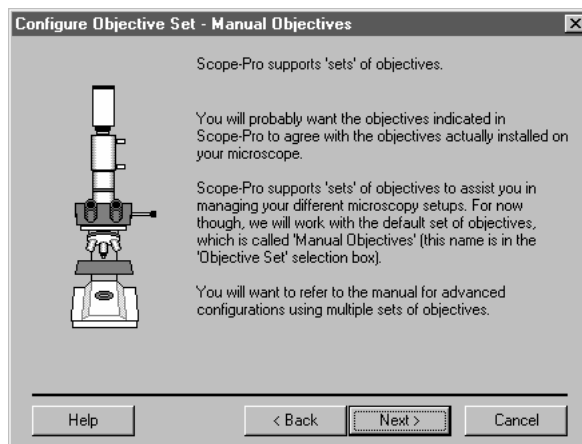 Configure Objective Set - Manual Objectives
Scope-Pro supports 'sets' of objectives.
You will probably want the objectives indicated in
Scope-Pro to agree with the objectives actually installed on
your microscope.
Scope-Pro supports 'sets' of objectives to assist you in
managing your different microscopy setups. For now
though, we will work with the default set of objectives,
which is called 'Manual Objectives' (this name is in the
'Objective Set' selection box).
You will want to refer to the manual for advanced
configurations using multiple sets of objectives.
Help
< Back
Next >
Cancel